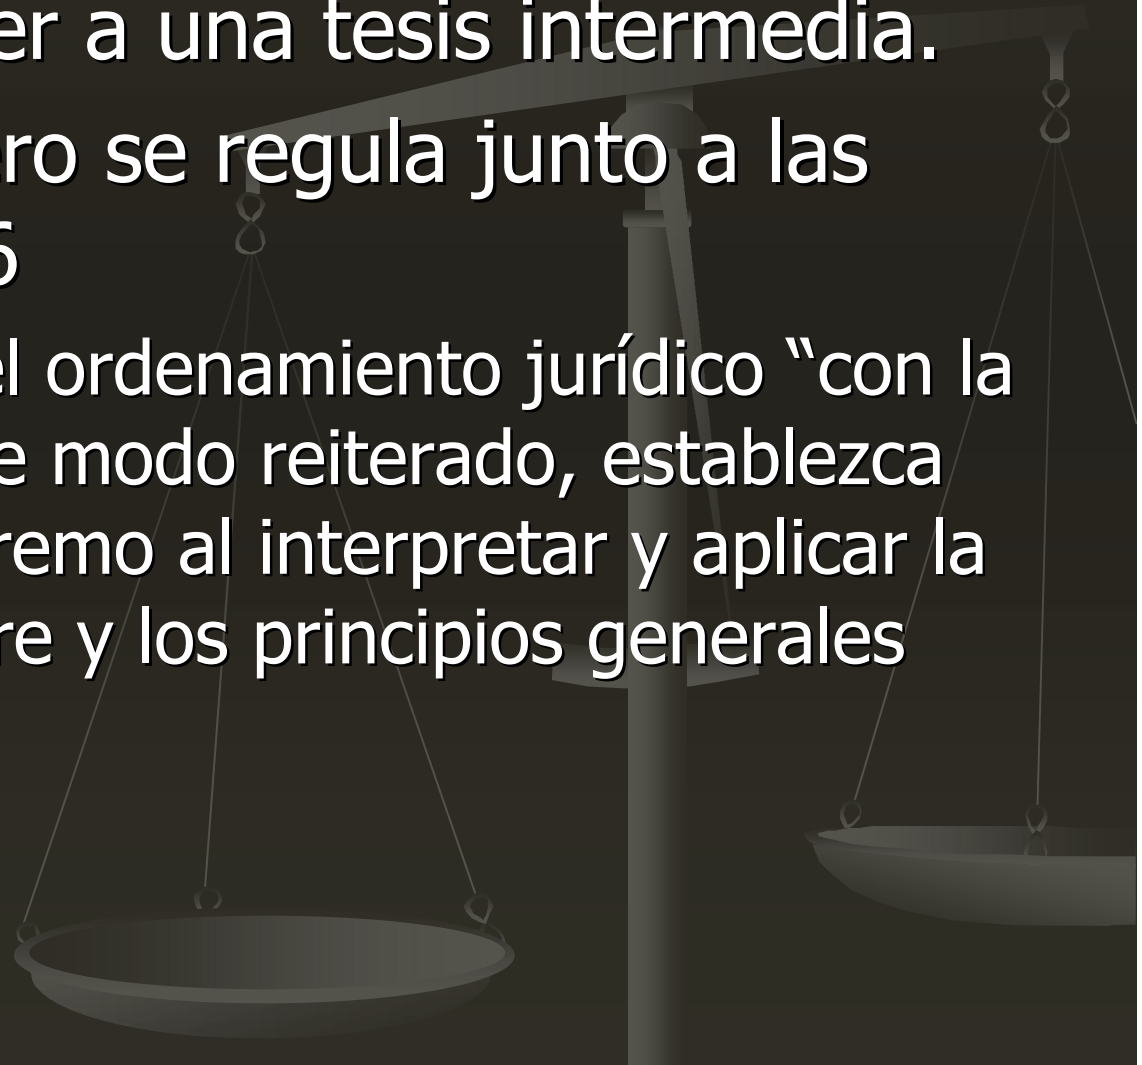 er a una tesis intermedia.
ro se regula junto a las
6
el ordenamiento jurídico “con la
e modo reiterado, establezca
remo al interpretar y aplicar la
re y los principios generales